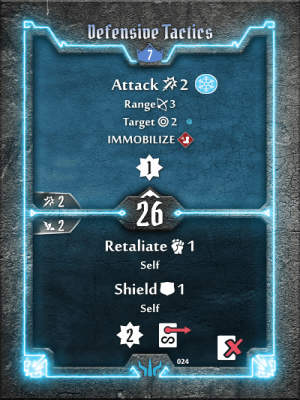 Defensive Tactics
7
Attack 2
Range 3
Target 2
IMMOBILIZE
1
2
26
2
Retaliate 1
Self
Shield 1
Self
2
024